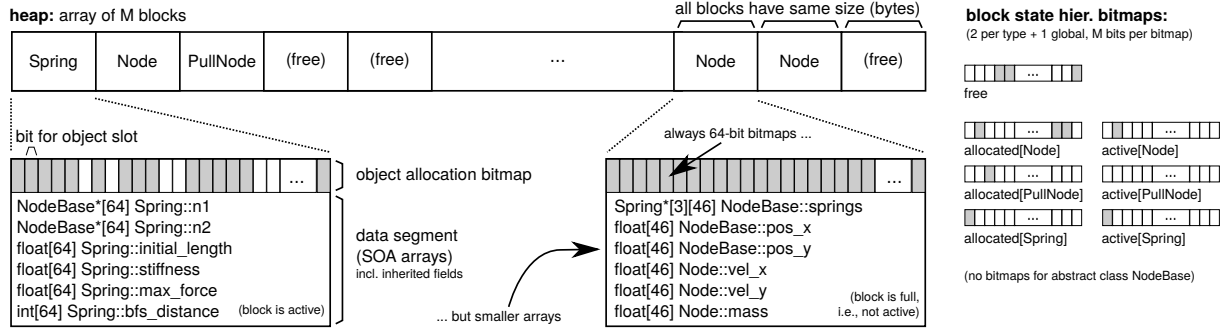 heap: array of M blocks
all blocks have same size (bytes)
Spring
Node
PullNode
(free)
(free)
...
Node
Node
(free)
bit for object slot
...
object allocation bitmap
NodeBase*[64] Spring::n1
NodeBase*[64] Spring::n2
float[64] Spring::initial_length
float[64] Spring::stiffness
float[64] Spring::max_force
int[64] Spring::bfs_distance
(block is active)
data segment
(SOA arrays)
incl. inherited fields
always 64-bit bitmaps ...
...
Spring*[3][46] NodeBase::springs
float[46] NodeBase::pos_x
float[46] NodeBase::pos_y
float[46] Node::vel_x
float[46] Node::vel_y
float[46] Node::mass
(block is full,
i.e., not active)
... but smaller arrays
block state hier. bitmaps:
(2 per type + 1 global, M bits per bitmap)
...
free
...
allocated[Node]
...
active[Node]
...
allocated[PullNode]
...
active[PullNode]
...
allocated[Spring]
...
active[Spring]
(no bitmaps for abstract class NodeBase)